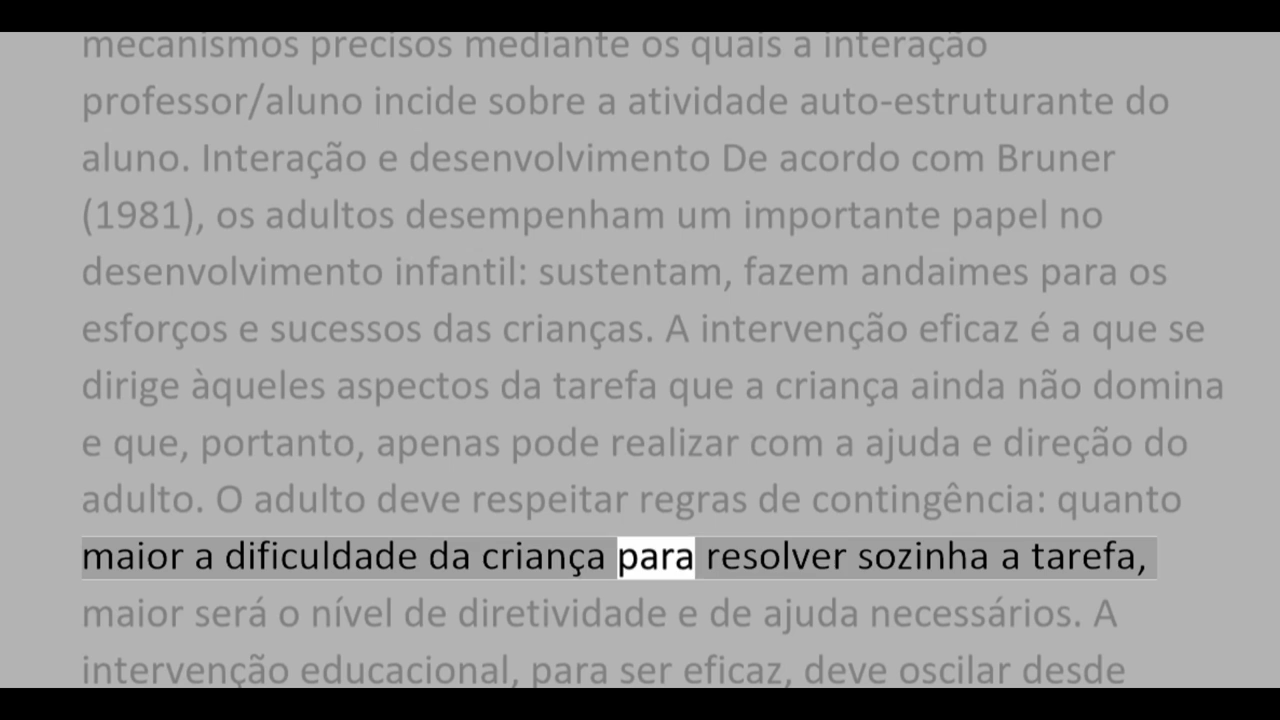 mecanismos precisos mediante os quais a interação
professor/aluno incide sobre a atividade auto-estruturante do
aluno. Interação e desenvolvimento De acordo com Bruner
(1981), os adultos desempenham um importante papel no
desenvolvimento infantil: sustentam, fazem andaimes para os
esforços e sucessos das crianças. A intervenção eficaz é a que se
dirige àqueles aspectos da tarefa que a criança ainda não domina
e que, portanto, apenas pode realizar com a ajuda e direção do
adulto. O adulto deve respeitar regras de contingência: quanto
maior a dificuldade da criança para resolver sozinha a tarefa,
maior será o nível de diretividade e de ajuda necessários. A
intervenção educacional, para ser eficaz, deve oscilar desde